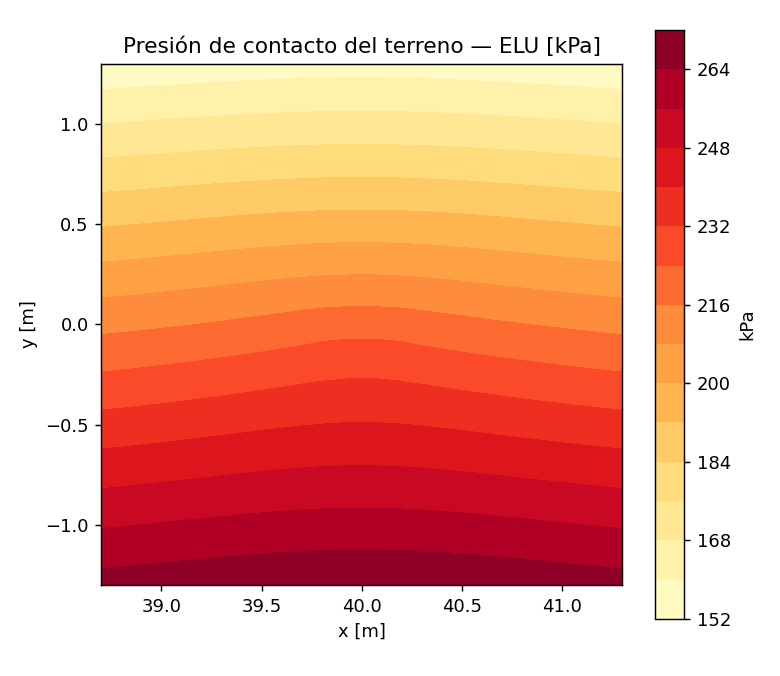 Presión de contacto del terreno — ELU [kPa]
1.0
0.5
0.0
−0.5
−1.0
y [m]
39.0 39.5 40.0 40.5 41.0
x [m]
264
248
232
216
200
184
168
152
kPa